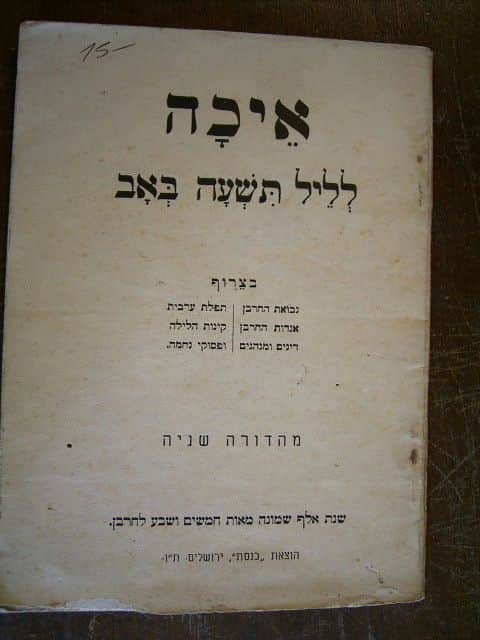 15-
אֵיכָה
לְלֵיל תִּשְׁעָה בְּאָב
בצרוף
נבואת החרבן | תפלת ערבית
אגדות החרבן | קינות הלילה
דינים ומנהגים | ופסוקי נחמה.
מהדורה שניה
שנת אלף שמונה מאות חמשים ושבע לחרבן.
הוצאת „כנסת", ירושלים. ת"ו.